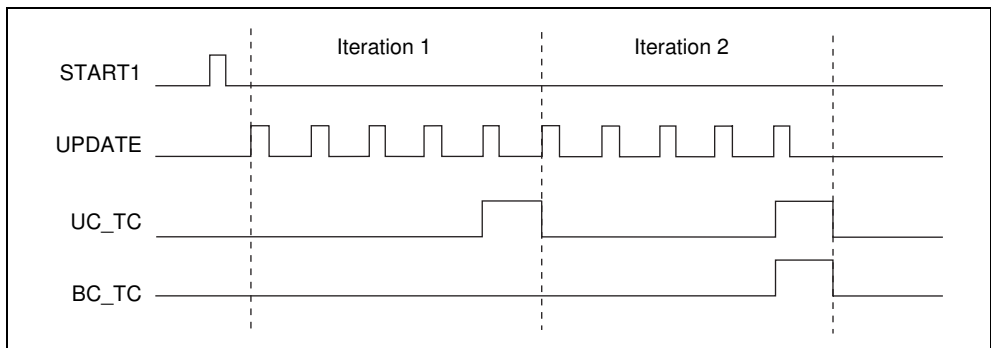 Iteration 1 Iteration 2
START1
UPDATE
UC_TC
BC_TC